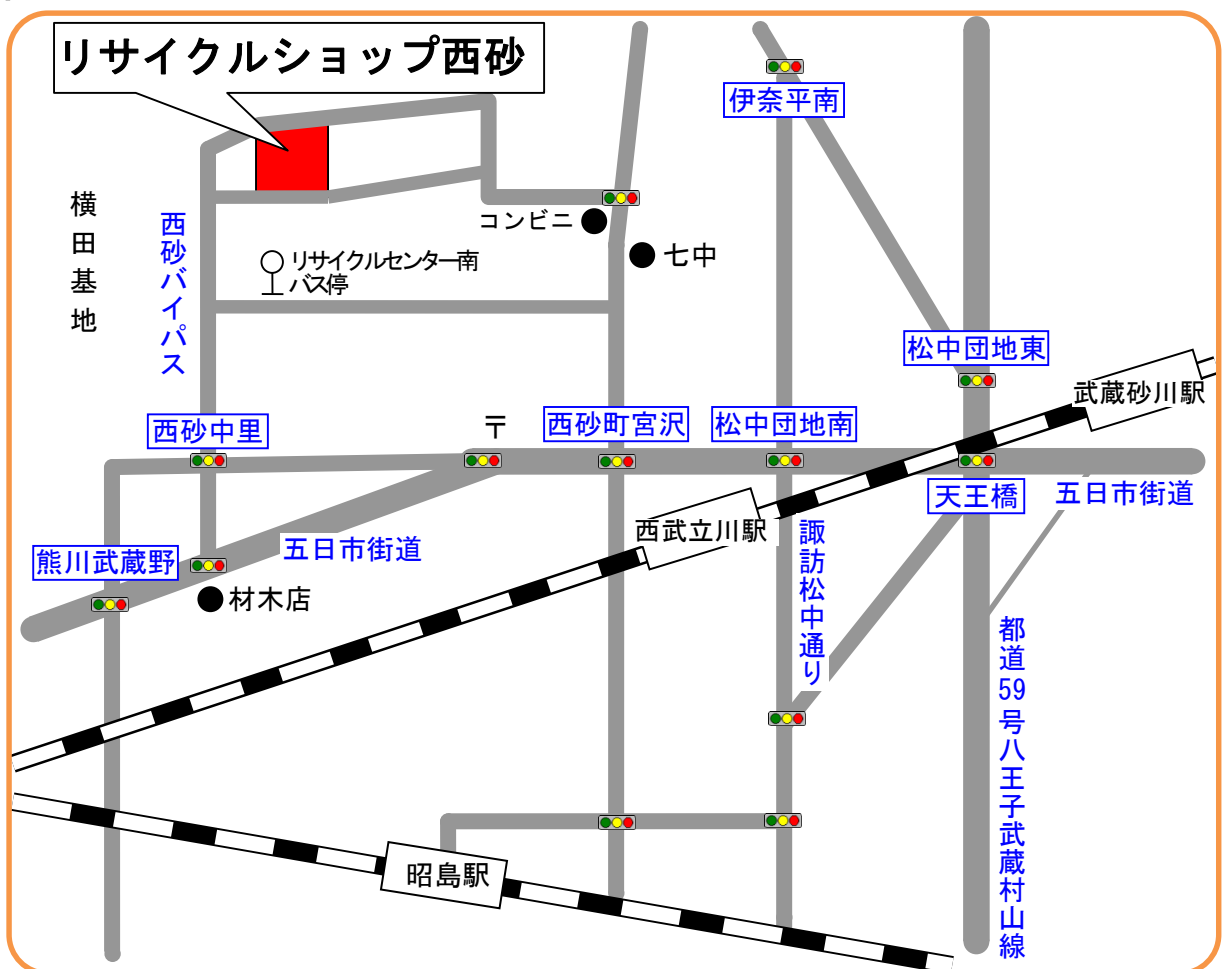 リサイクルショップ西砂
伊奈平南
横田基地
西砂バイパス
コンビニ
七中
リサイクルセンター南
バス停
松中団地東
武蔵砂川駅
西砂中里
〒
西砂町宮沢
松中団地南
天王橋
五日市街道
西武立川駅
諏訪松中通り
熊川武蔵野
五日市街道
材木店
都道59号八王子武蔵村山線
昭島駅